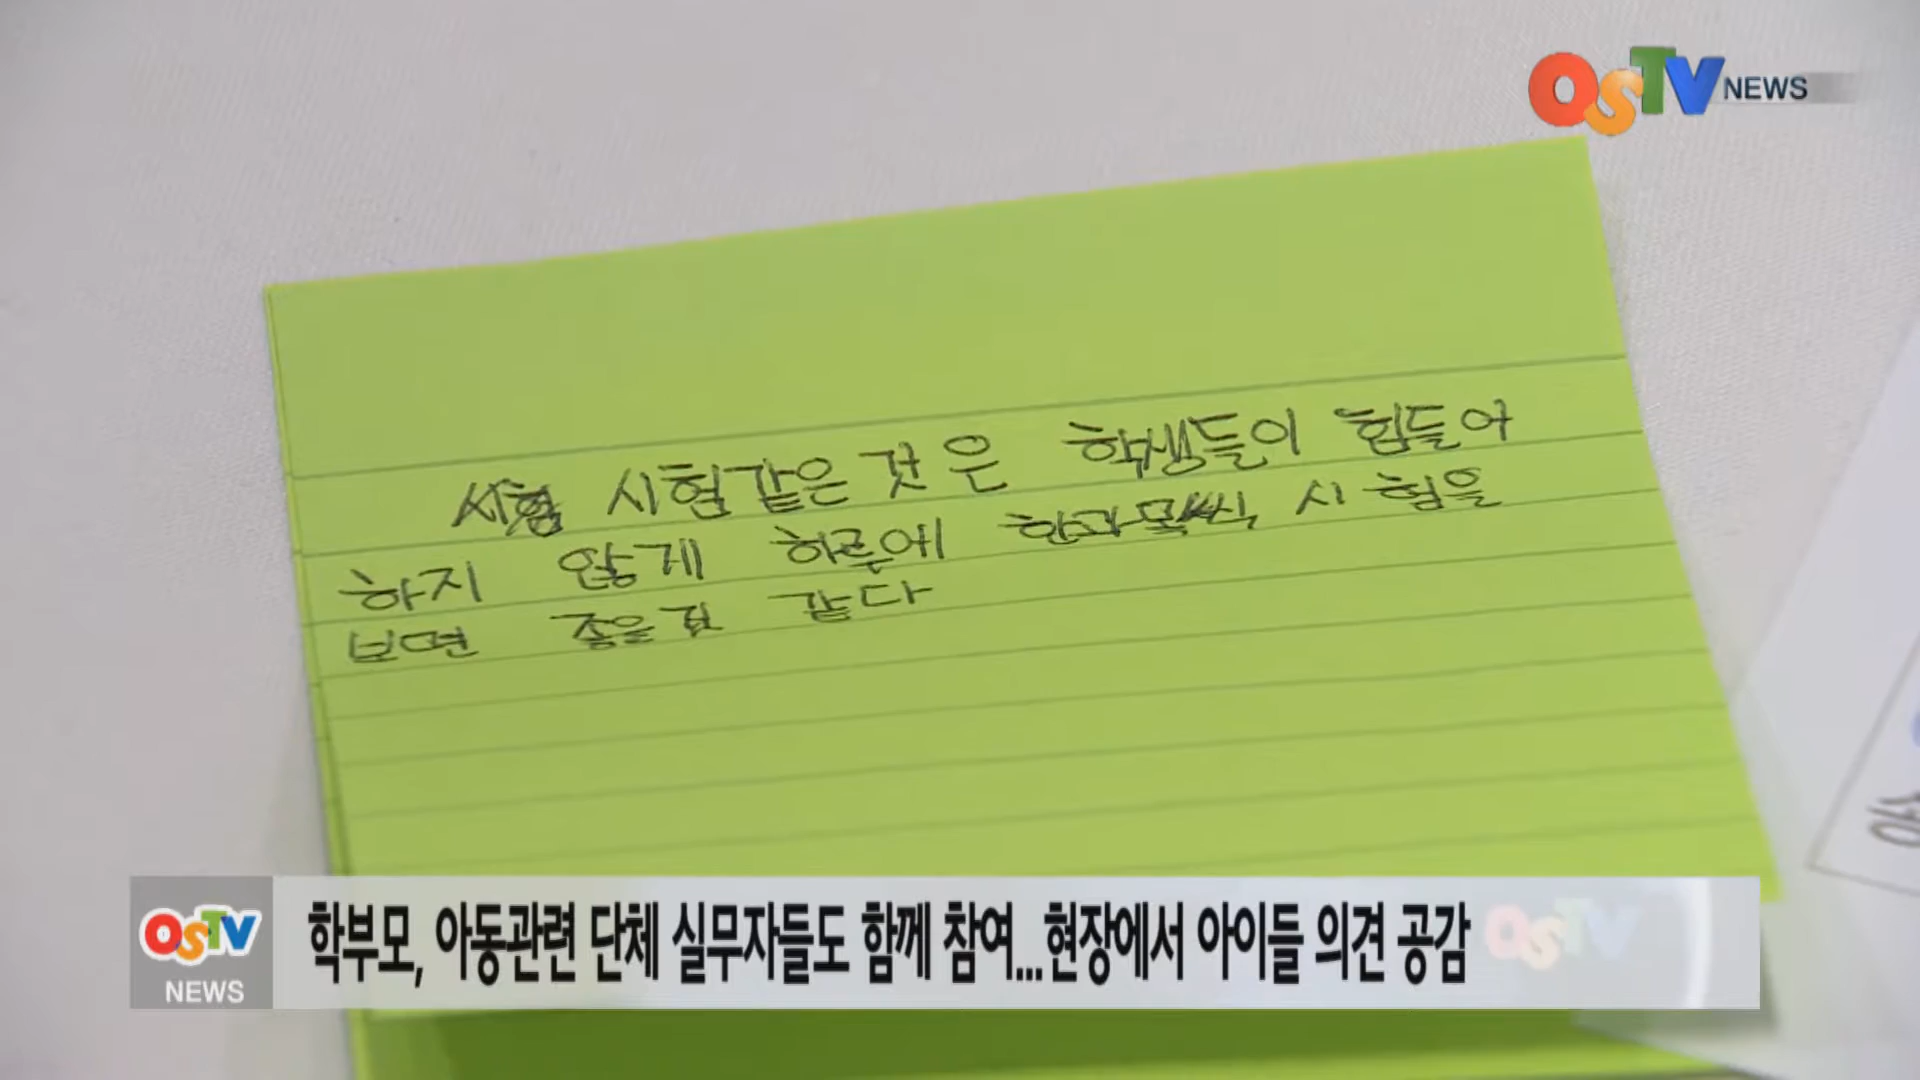 OSTV NEWS
시험 시험같은것은 학생들이 힘들어
하지 않게 하루에 한과목씩 시험을
보면 좋을것 같다
OSTV
NEWS
학부모, 아동관련 단체 실무자들도 함께 참여...현장에서 아이들 의견 공감
OSTV